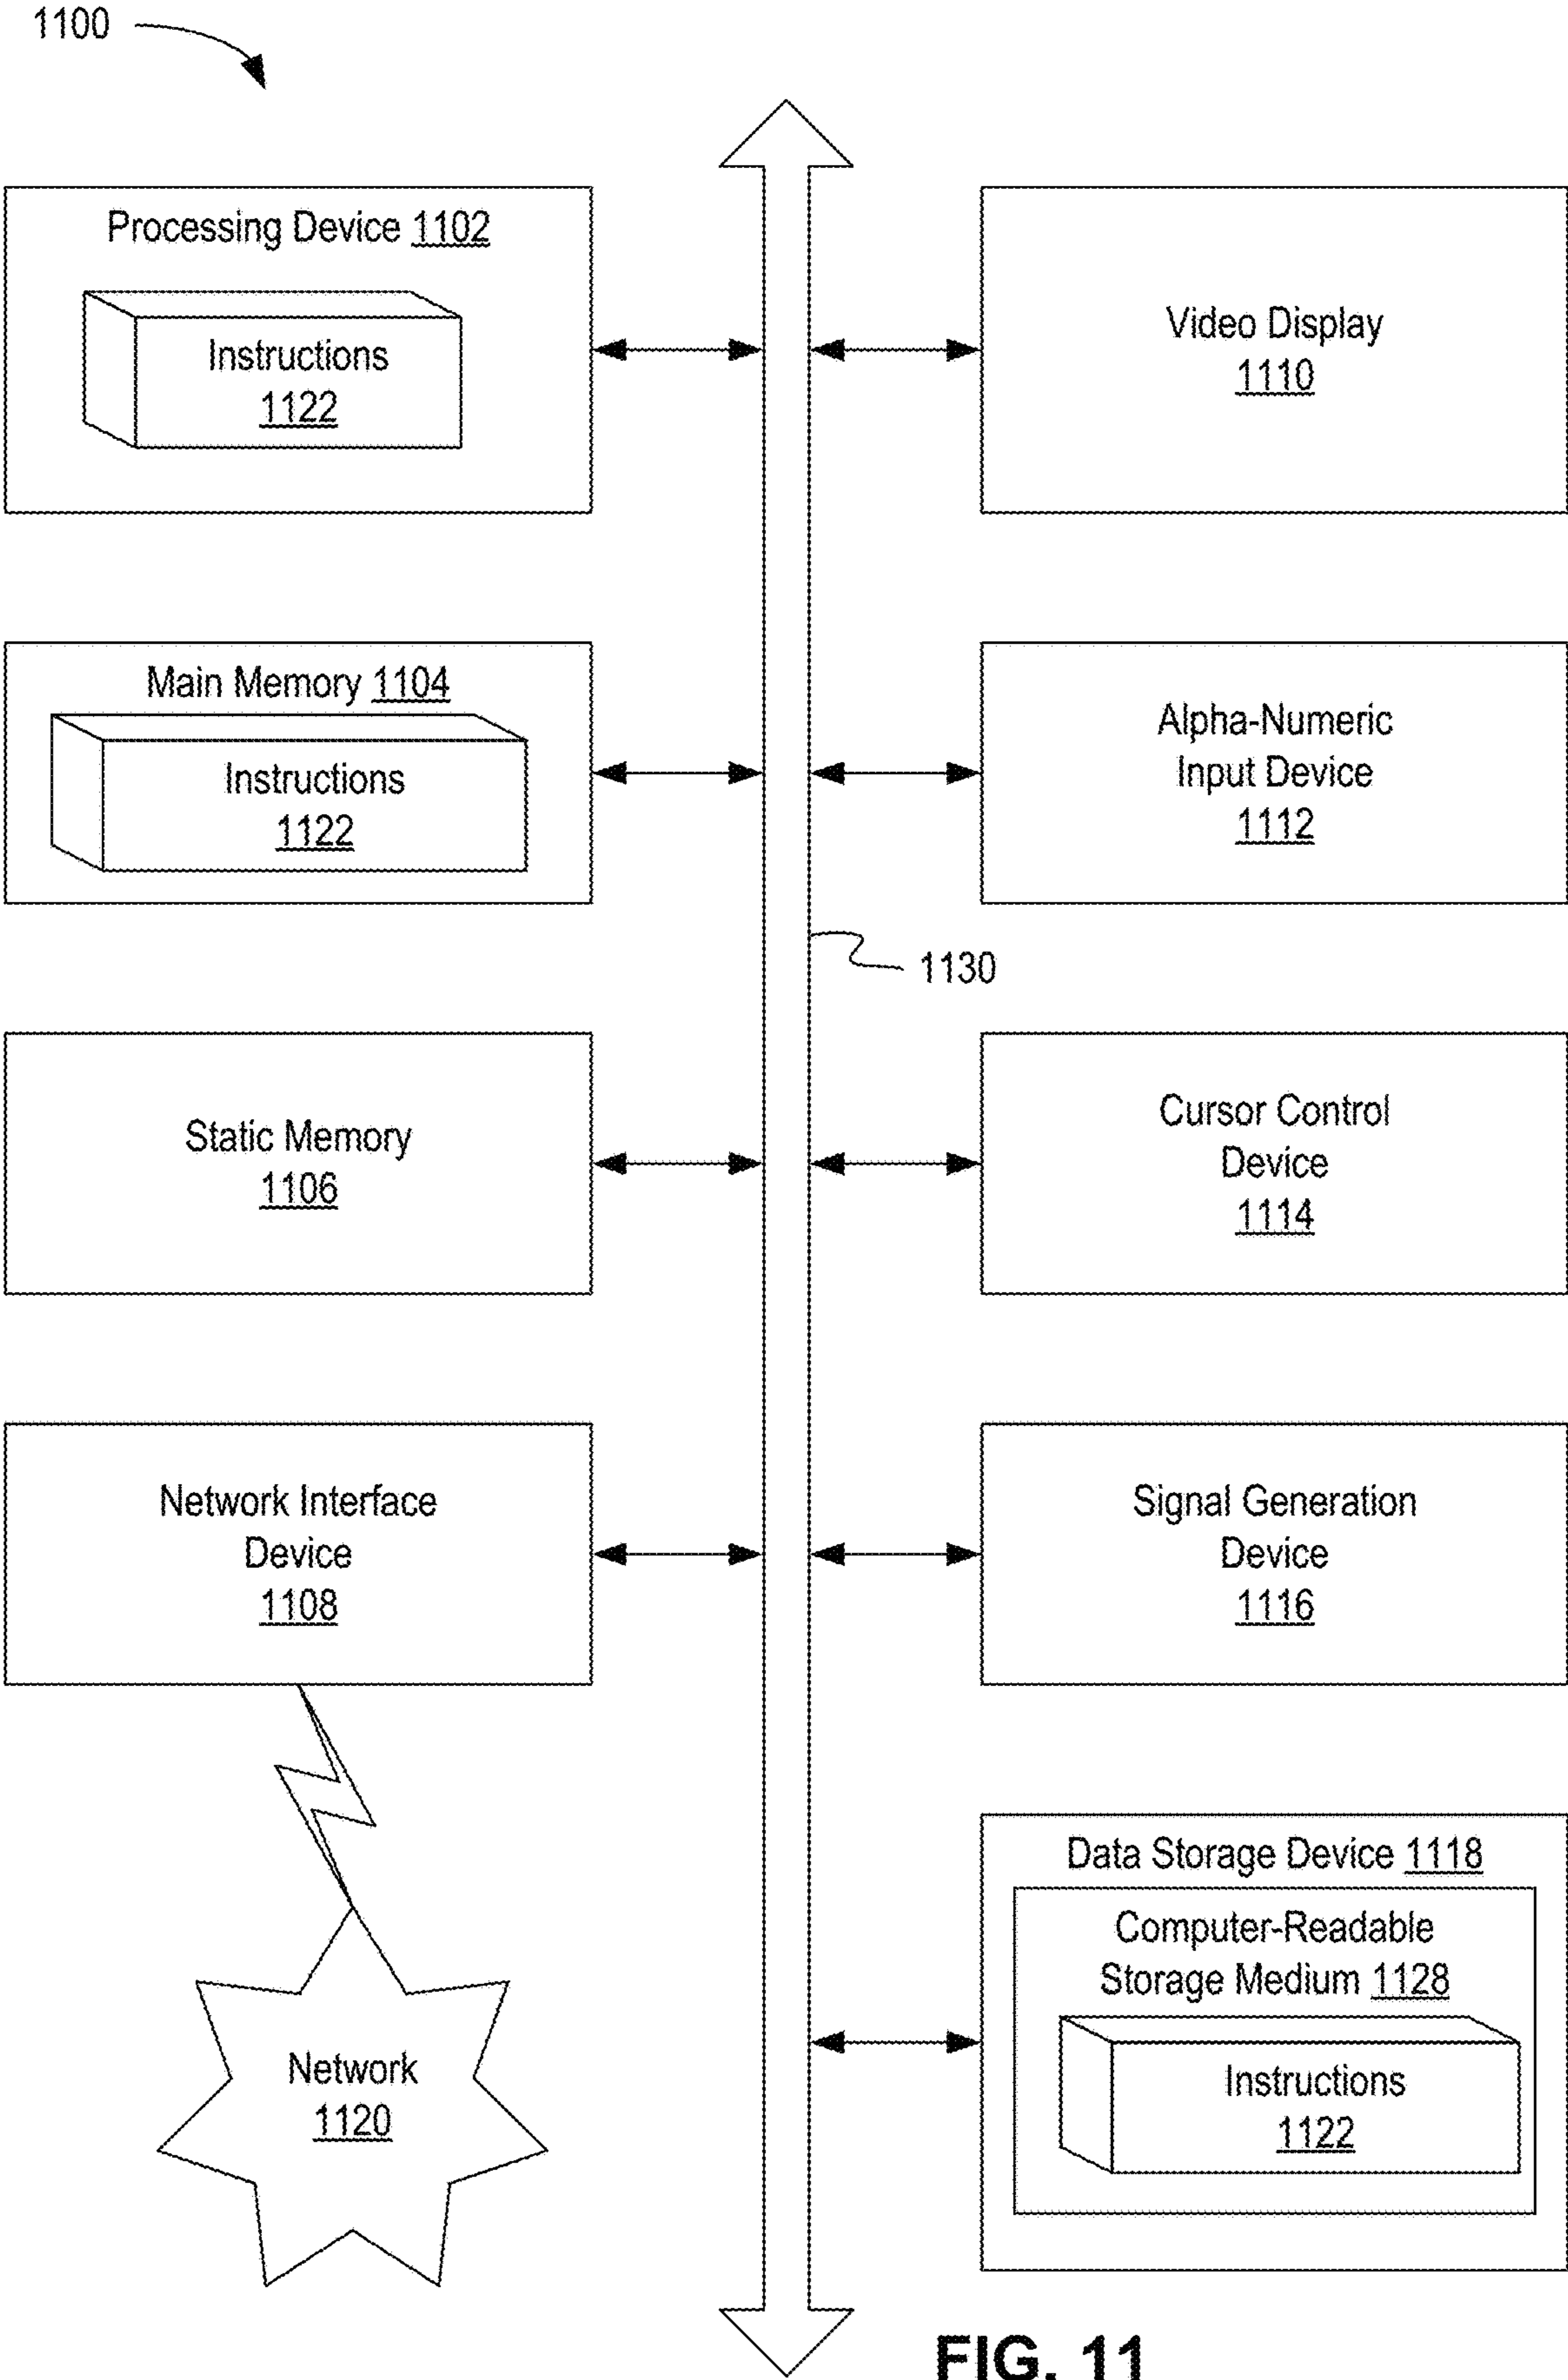 1100
Processing Device 1102
Instructions
1122
Video Display
1110
Main Memory 1104
Instructions
1122
Alpha-Numeric
Input Device
1112
1130
Static Memory
1106
Cursor Control
Device
1114
Network Interface
Device
1108
Signal Generation
Device
1116
Data Storage Device 1118
Computer-Readable
Storage Medium 1128
Instructions
1122
Network
1120
FIG. 11